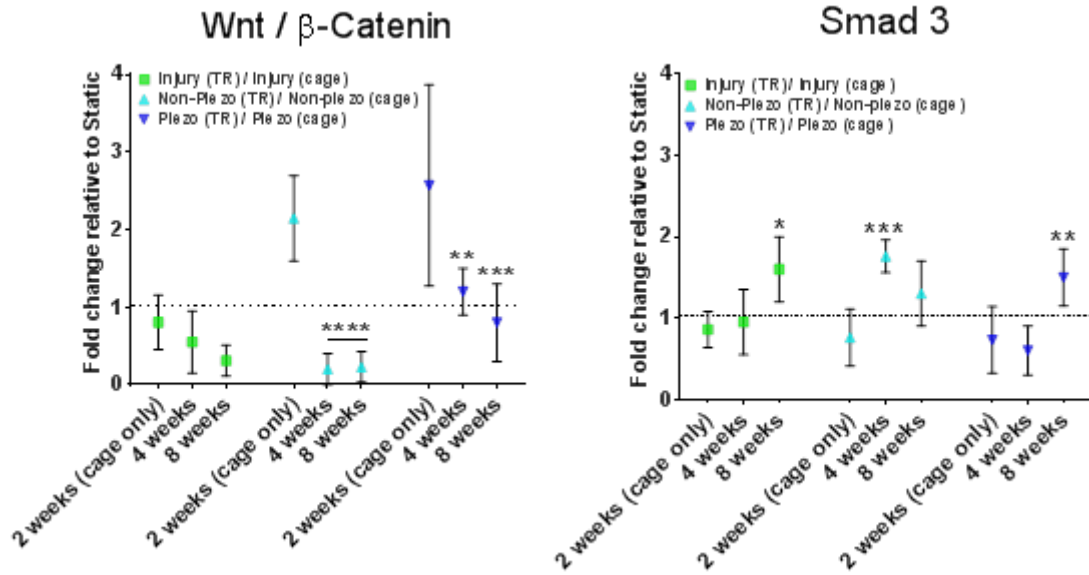 Wnt / β-Catenin
Fold change relative to Static
4
3
2
1
0
Injury (TR) / Injury (cage)
Non-Piezo (TR) / Non-piezo (cage)
Piezo (TR) / Piezo (cage)
****
**
***
2 weeks (cage only)
4 weeks
8 weeks
2 weeks (cage only)
4 weeks
8 weeks
2 weeks (cage only)
4 weeks
8 weeks
Smad 3
Fold change relative to Static
4
3
2
1
0
Injury (TR) / Injury (cage)
Non-Piezo (TR) / Non-piezo (cage)
Piezo (TR) / Piezo (cage)
*
***
**
2 weeks (cage only)
4 weeks
8 weeks
2 weeks (cage only)
4 weeks
8 weeks
2 weeks (cage only)
4 weeks
8 weeks